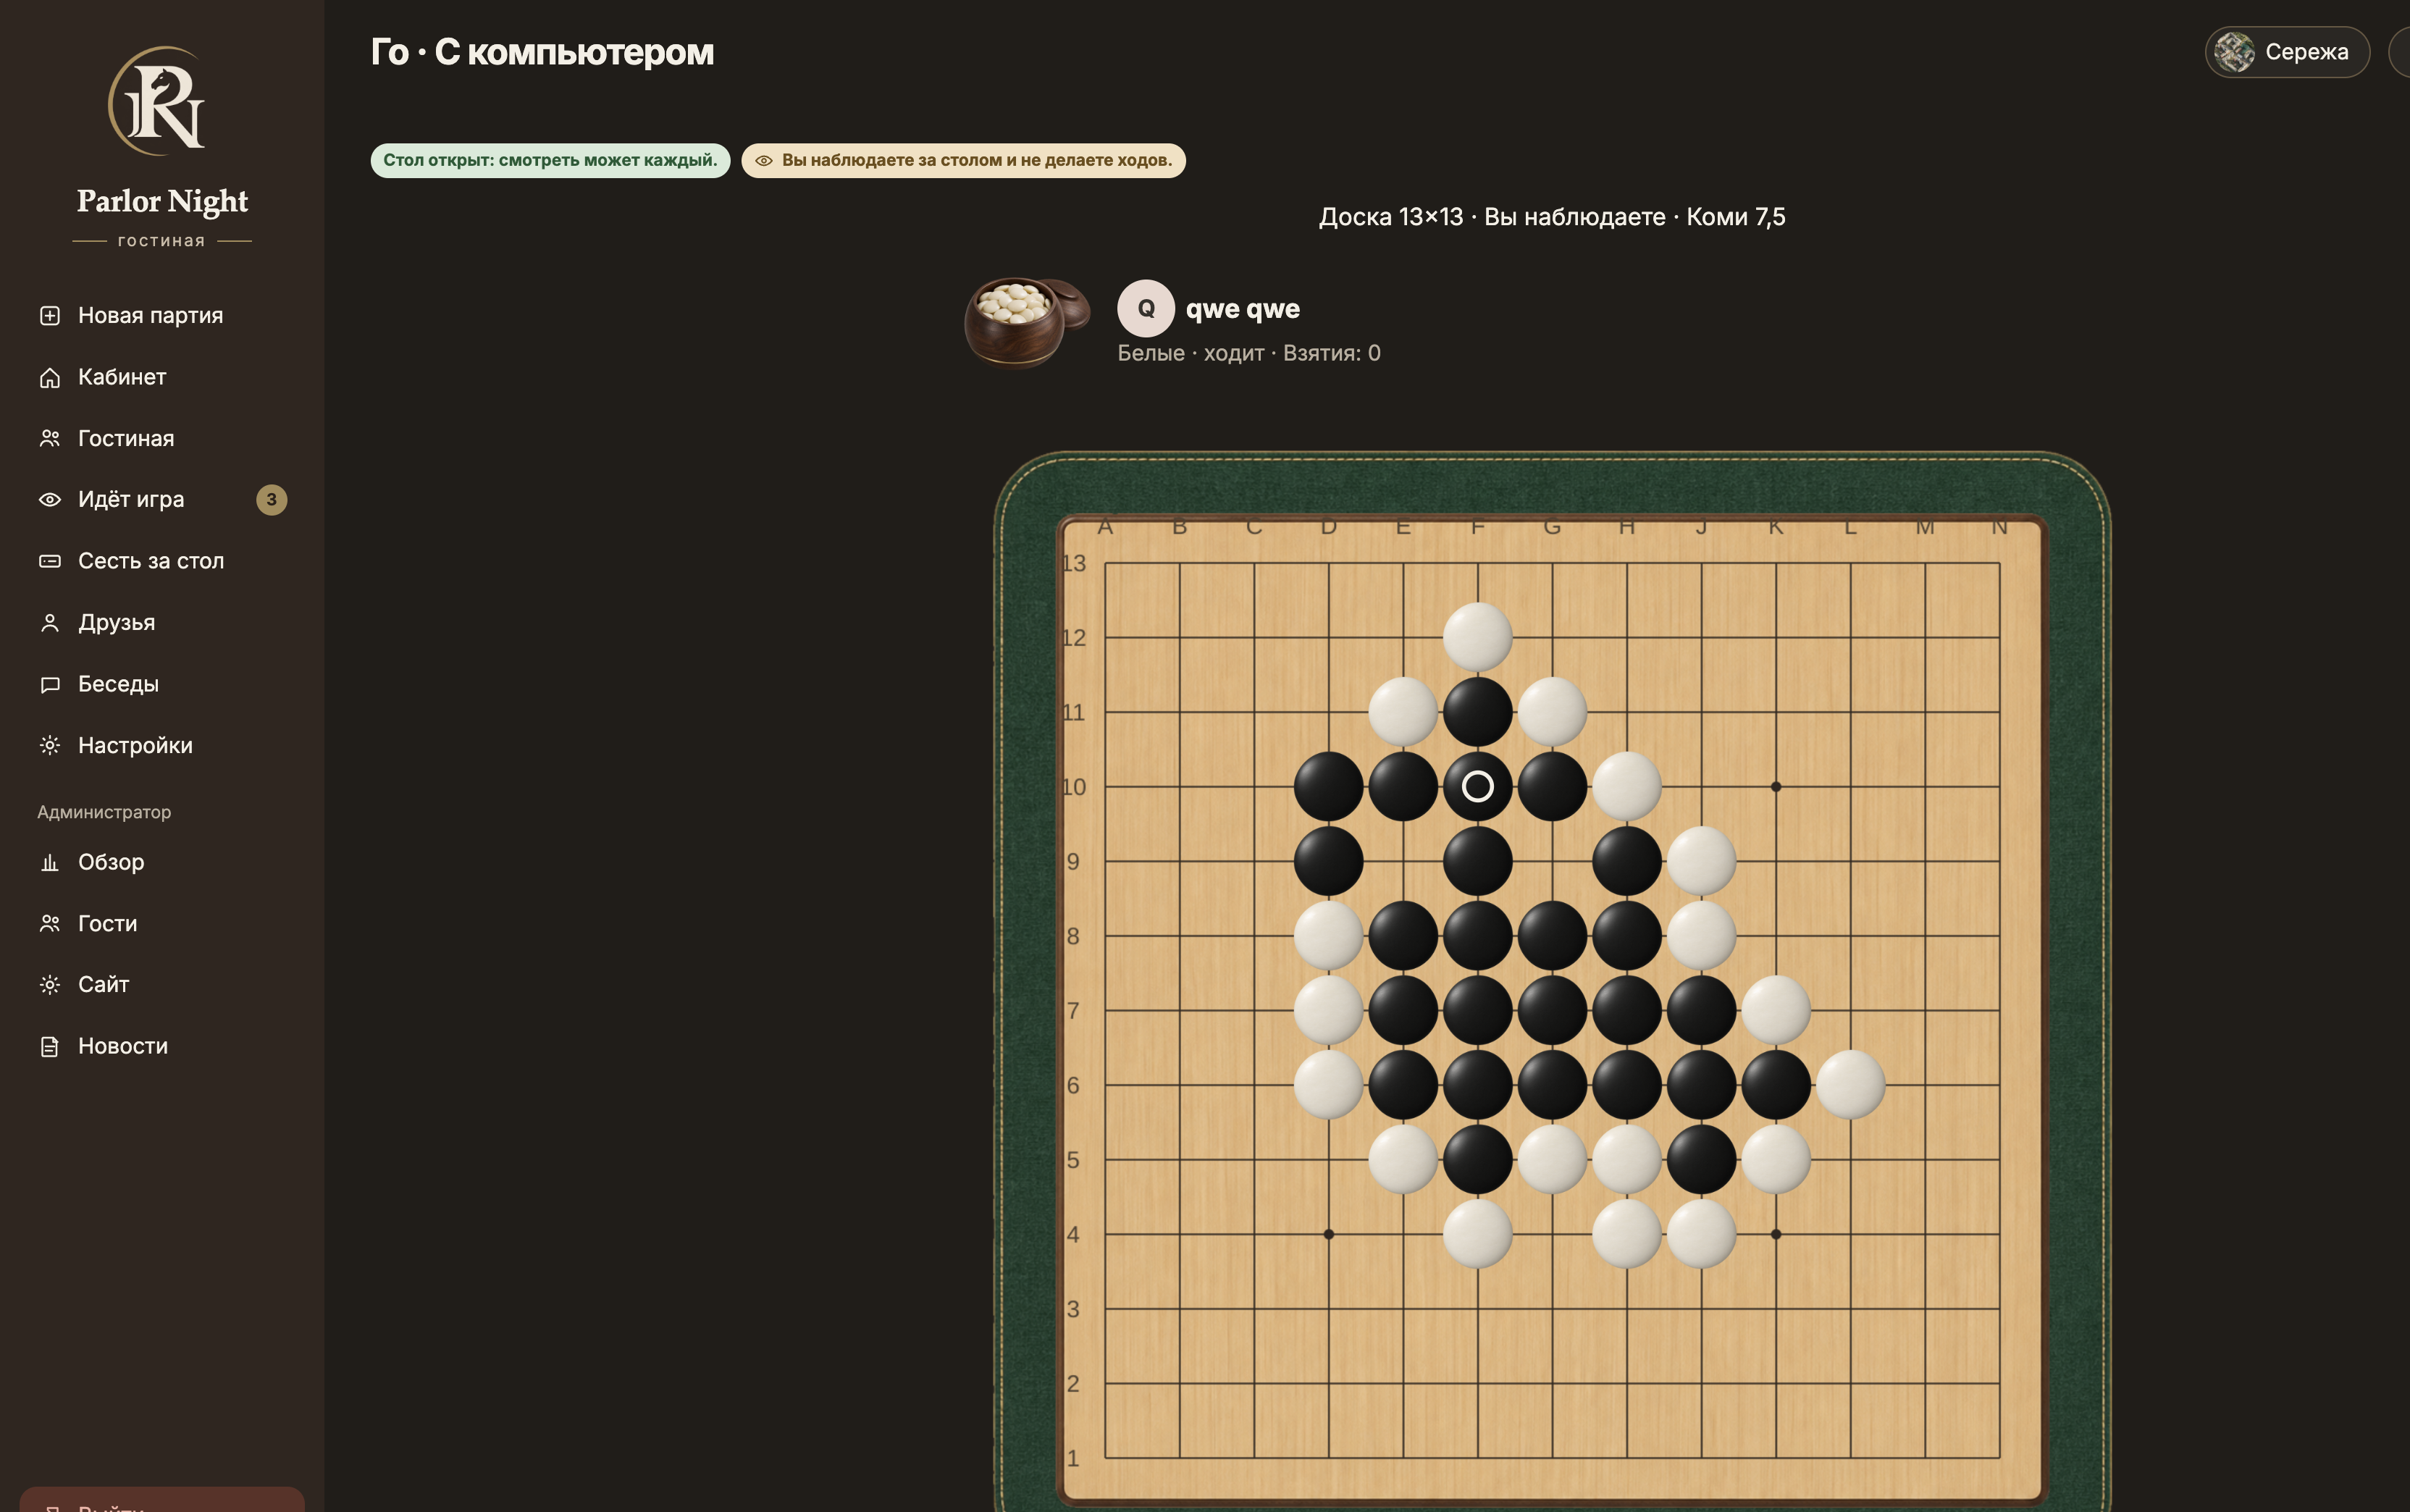 Го · С компьютером
Сережа
Parlor Night
гостиная
Новая партия
Кабинет
Гостиная
Идёт игра 3
Сесть за стол
Друзья
Беседы
Настройки
Администратор
Обзор
Гости
Сайт
Новости
Выйти
Стол открыт: смотреть может каждый.
Вы наблюдаете за столом и не делаете ходов.
Доска 13×13 · Вы наблюдаете · Коми 7,5
Q qwe qwe
Белые · ходит · Взятия: 0
A B C D E F G H J K L M N
13
12
11
10
9
8
7
6
5
4
3
2
1